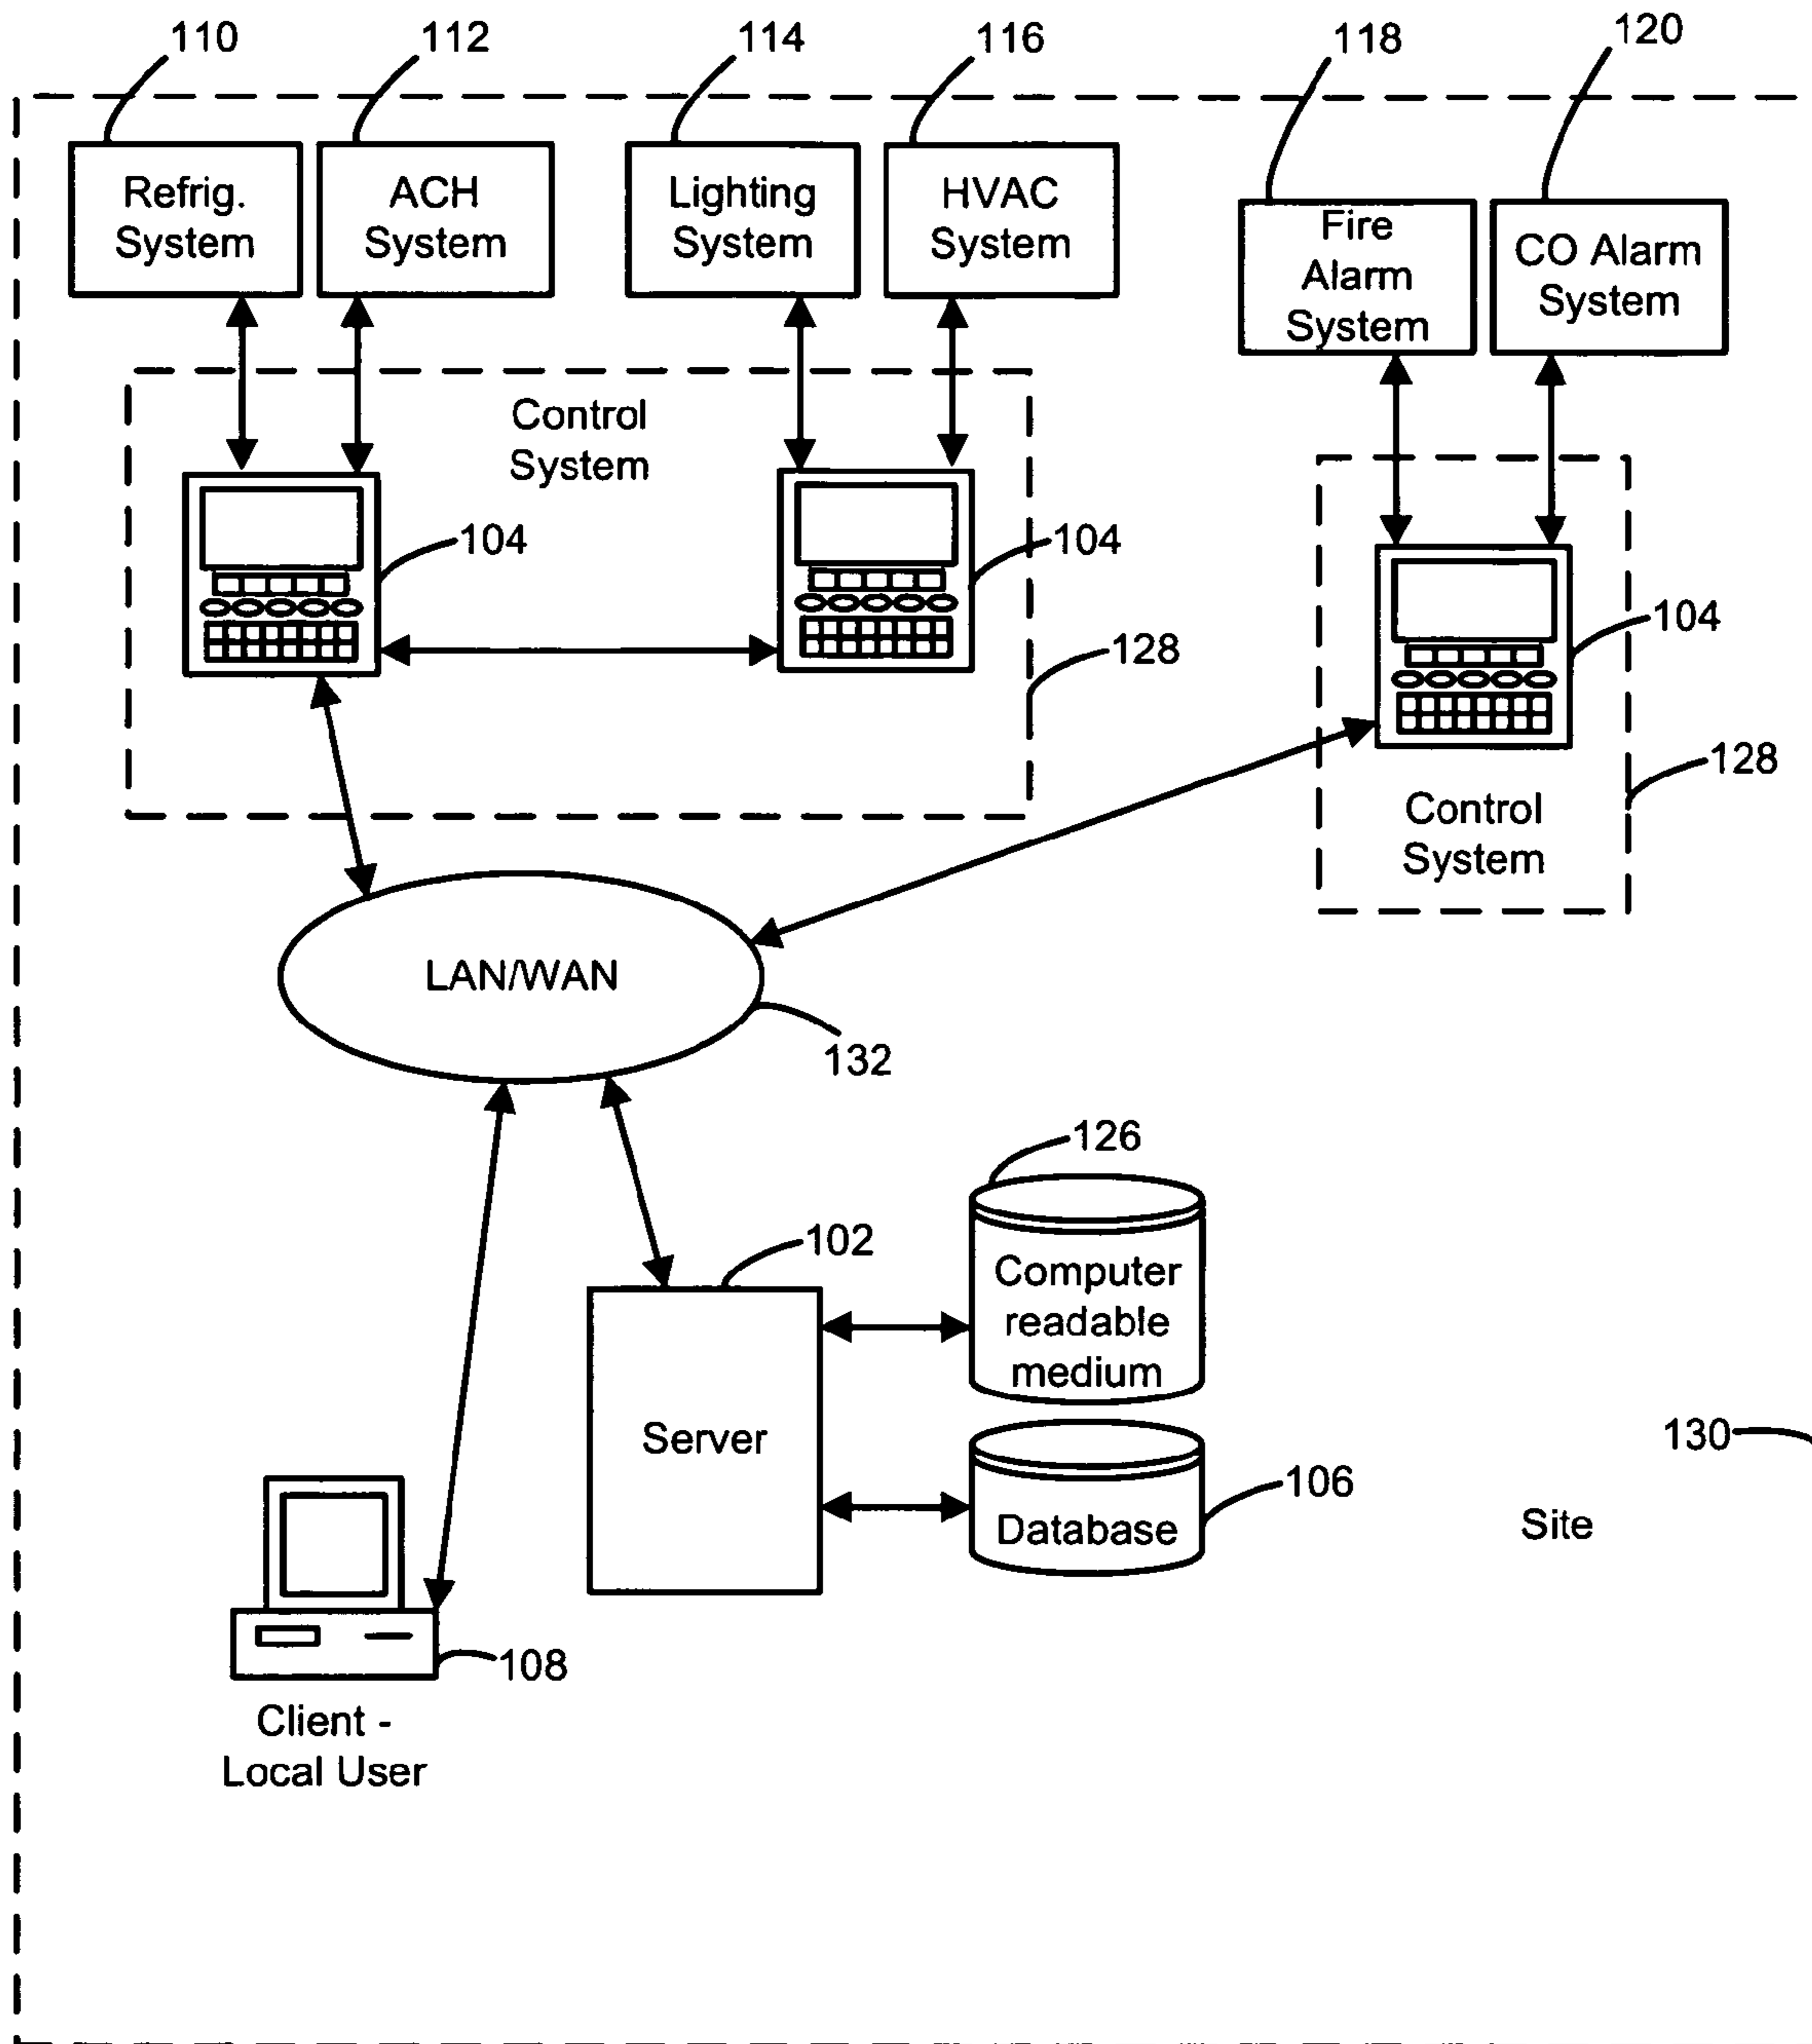 110
112
114
116
118
120
Refrig.
System
ACH
System
Lighting
System
HVAC
System
Fire
Alarm
System
CO Alarm
System
Control
System
104
104
104
128
128
Control
System
LAN/WAN
132
126
102
Computer
readable
medium
Server
130
106
Database
Site
108
Client -
Local User